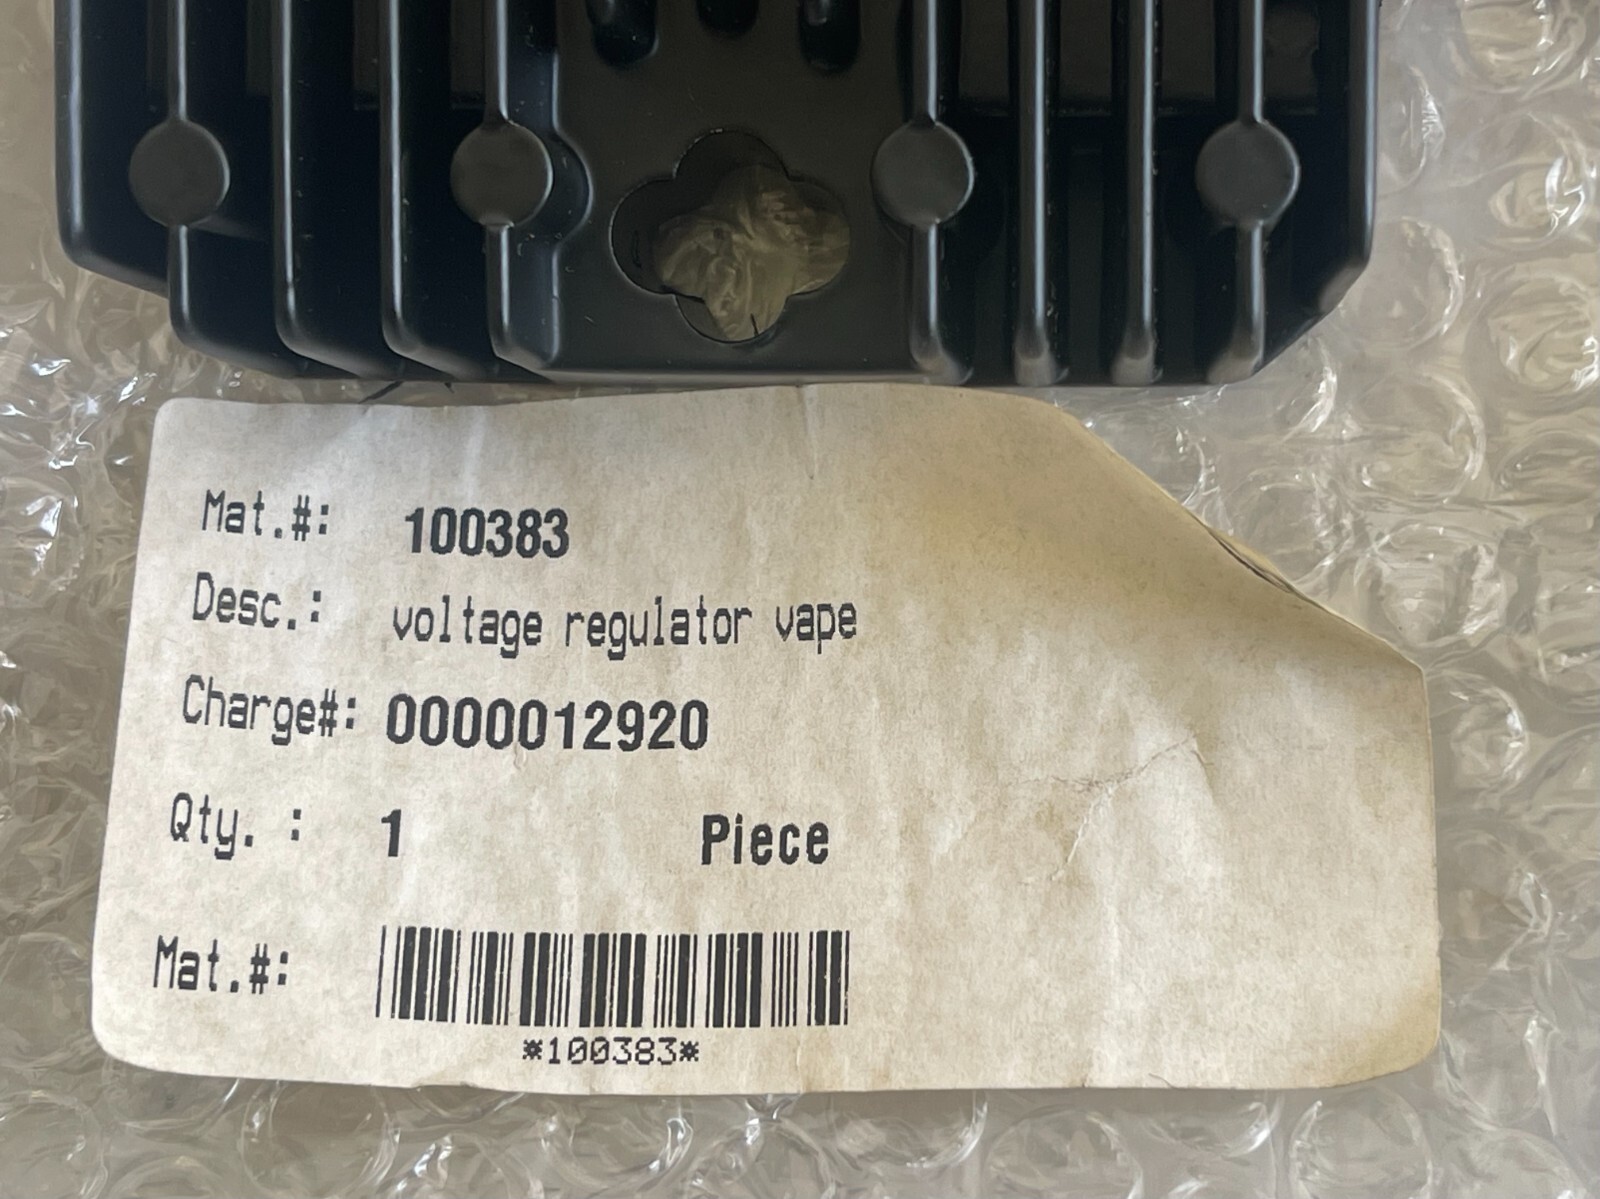 Mat.#: 100383
Desc.: voltage regulator vape
Charge#: 0000012920
Qty. : 1 Piece
Mat.#:
*100383*